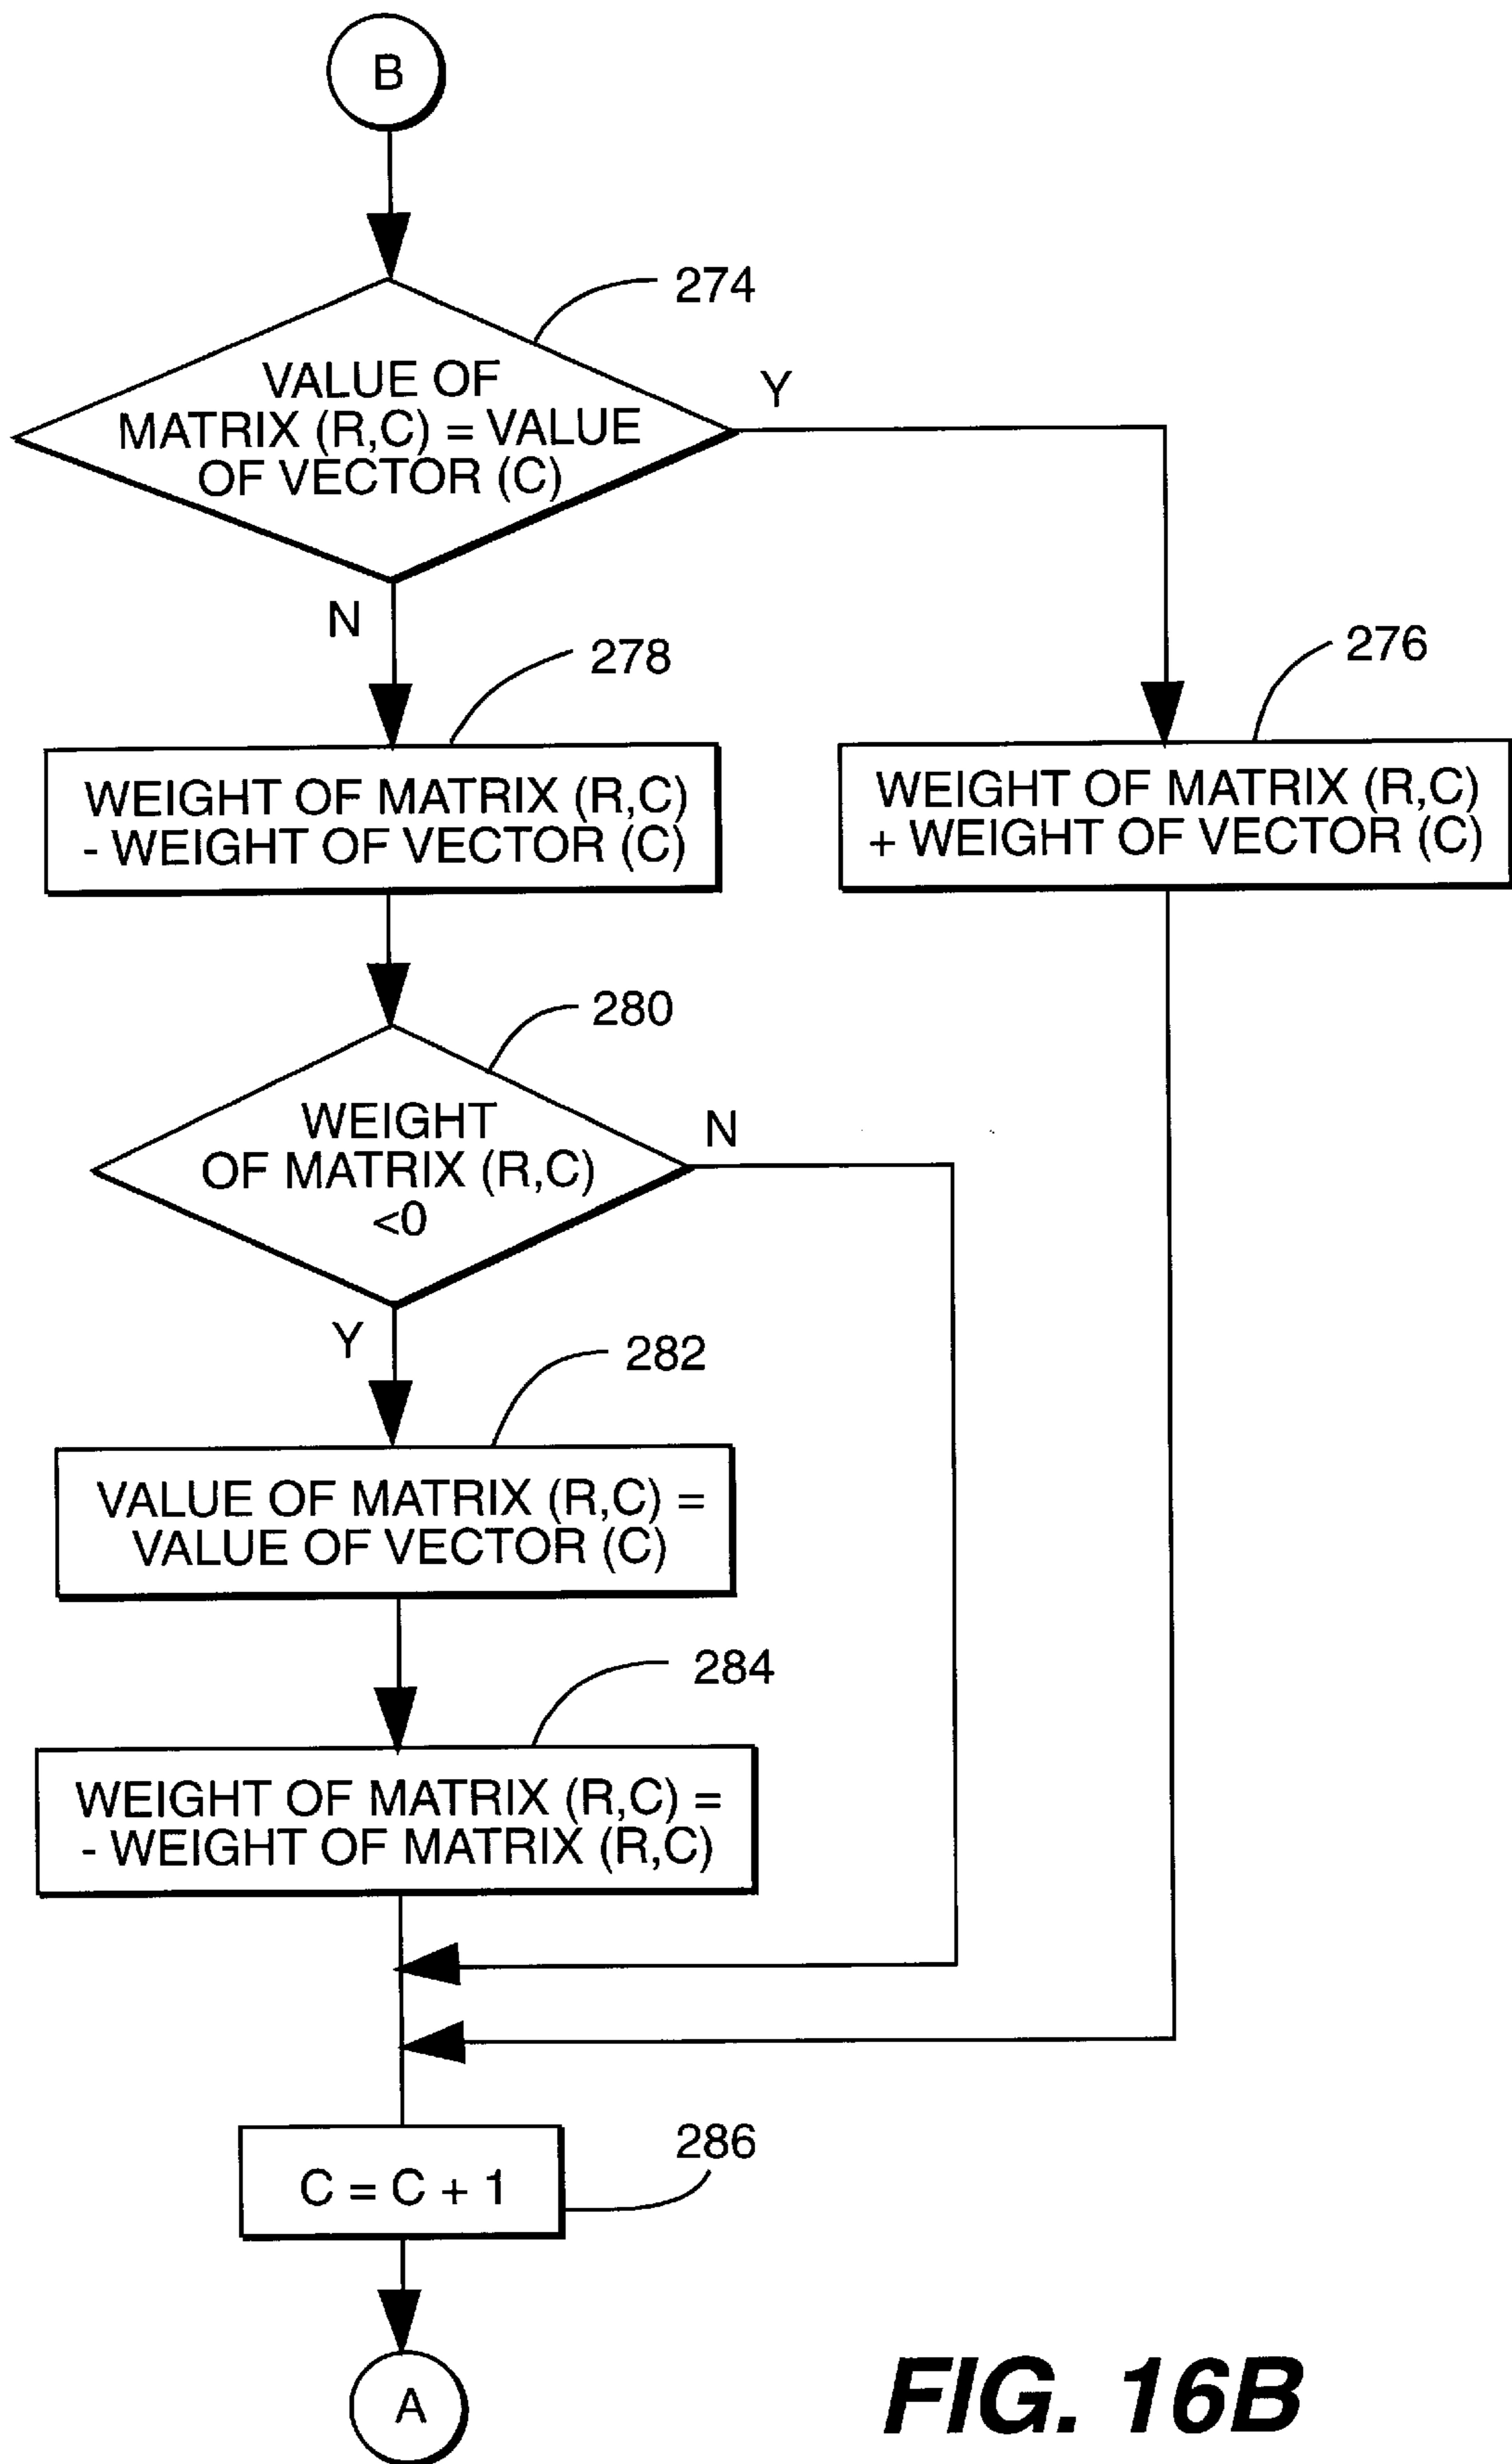 B
274
VALUE OF
MATRIX (R,C) = VALUE
OF VECTOR (C)
Y
N
278
276
WEIGHT OF MATRIX (R,C)
- WEIGHT OF VECTOR (C)
WEIGHT OF MATRIX (R,C)
+ WEIGHT OF VECTOR (C)
280
WEIGHT
OF MATRIX (R,C)
<0
N
Y
282
VALUE OF MATRIX (R,C) =
VALUE OF VECTOR (C)
284
WEIGHT OF MATRIX (R,C) =
- WEIGHT OF MATRIX (R,C)
286
C = C + 1
A
FIG. 16B